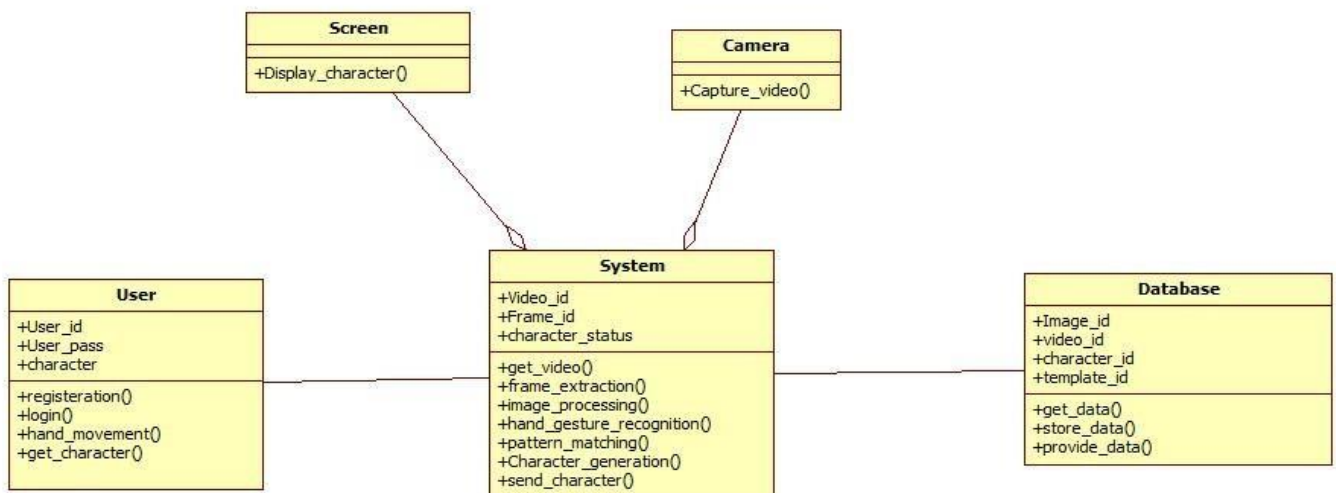 Screen
+Display_character()
Camera
+Capture_video()
User
+User_id
+User_pass
+character
+registeration()
+login()
+hand_movement()
+get_character()
System
+Video_id
+Frame_id
+character_status
+get_video()
+frame_extraction()
+image_processing()
+hand_gesture_recognition()
+pattern_matching()
+Character_generation()
+send_character()
Database
+Image_id
+video_id
+character_id
+template_id
+get_data()
+store_data()
+provide_data()